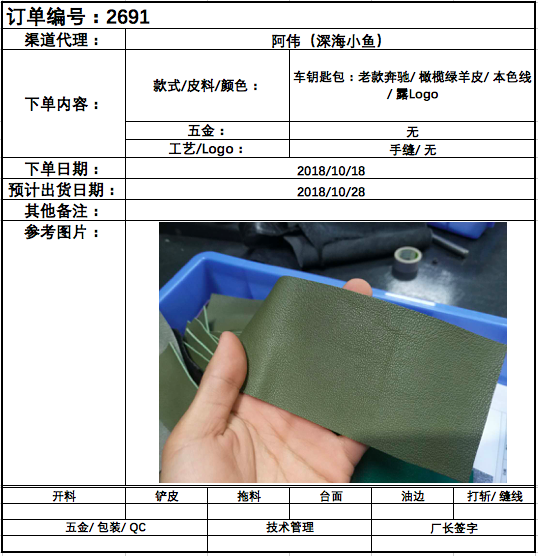 订单编号：2691
渠道代理：
阿伟（深海小鱼）
下单内容：
款式/皮料/颜色：
车钥匙包：老款奔驰/ 橄榄绿羊皮/ 本色线
/ 露Logo
五金：
无
工艺/Logo：
手缝/ 无
下单日期：
2018/10/18
预计出货日期：
2018/10/28
其他备注：
参考图片：
开料 铲皮 拖料 台面 油边 打斩/ 缝线
五金/ 包装/ QC 技术管理 厂长签字